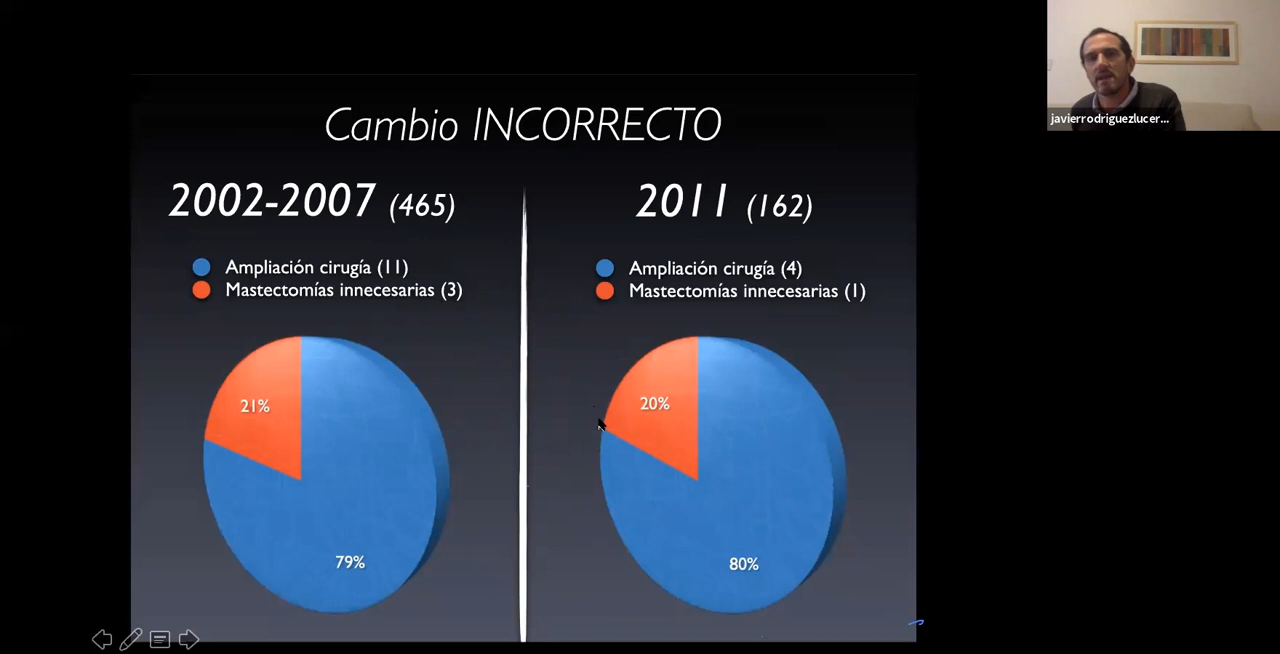 Cambio INCORRECTO
2002-2007 (465)
Ampliación cirugía (11)
Mastectomías innecesarias (3)
21%
79%
2011 (162)
Ampliación cirugía (4)
Mastectomías innecesarias (1)
20%
80%
javierrodriguezlucer...